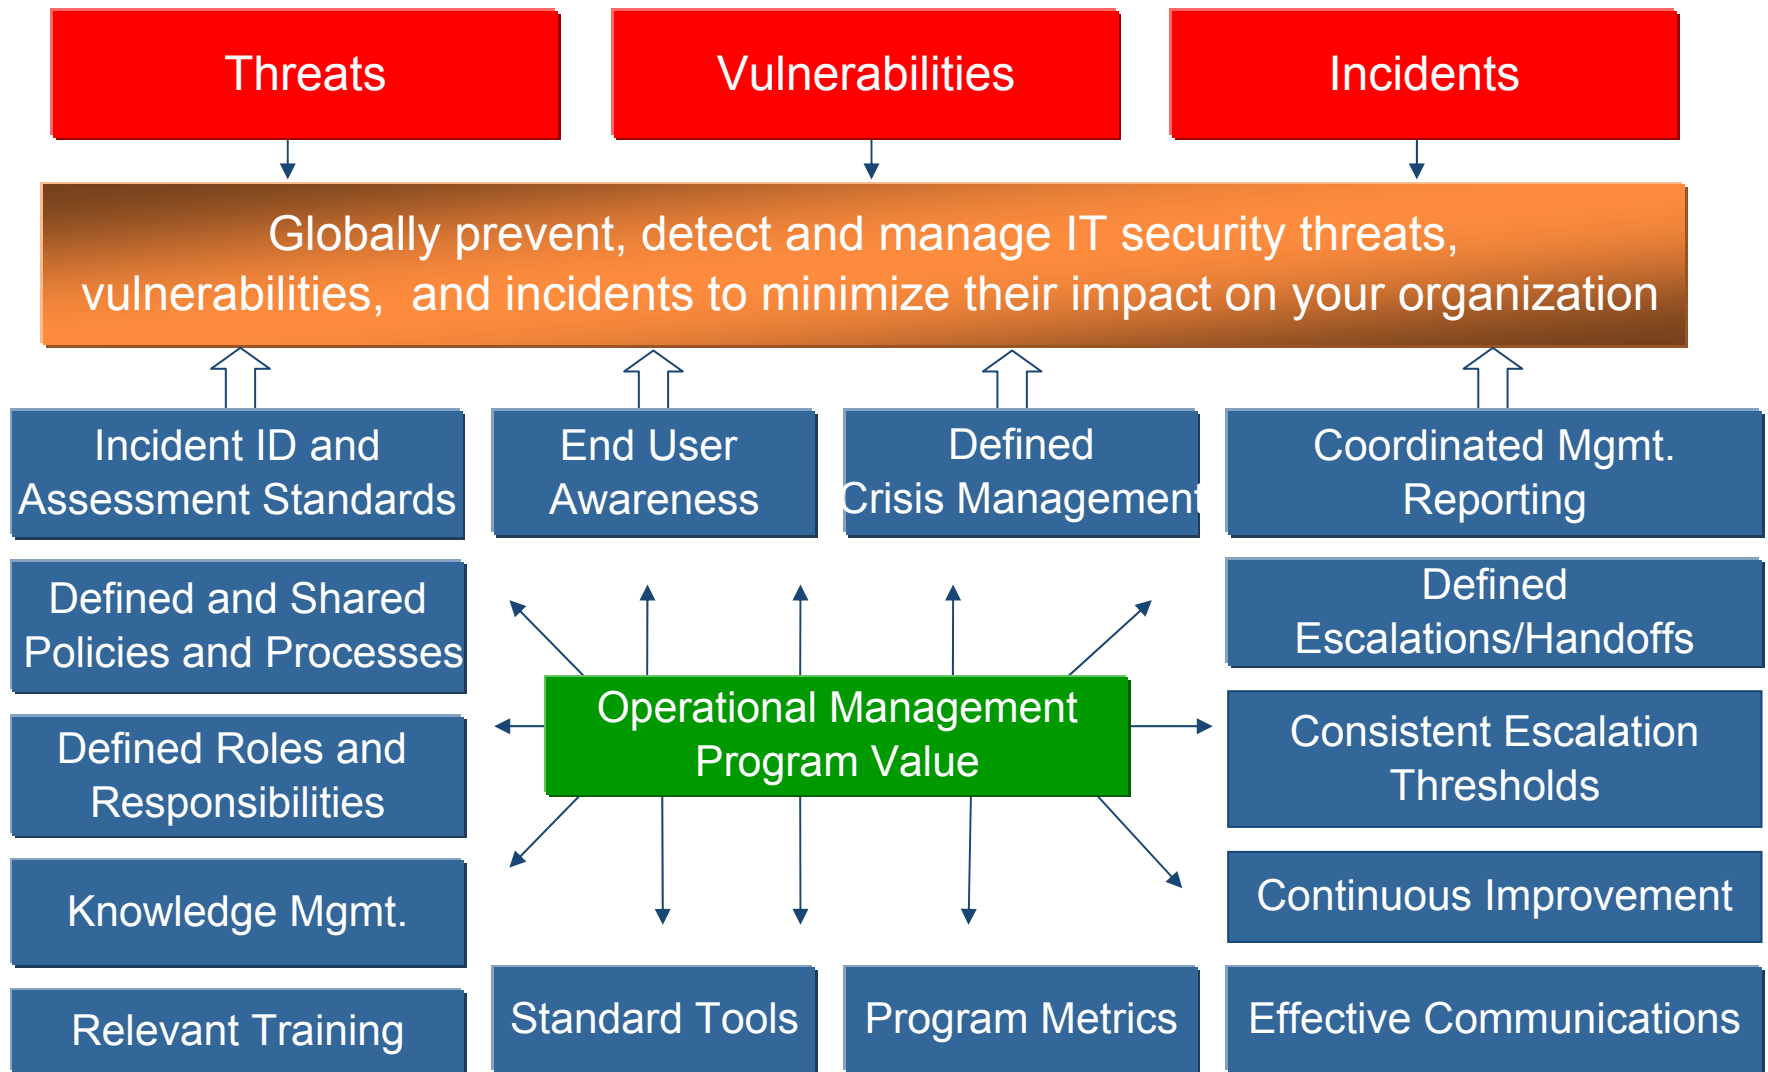 Threats
Vulnerabilities
Incidents
Globally prevent, detect and manage IT security threats,
vulnerabilities, and incidents to minimize their impact on your organization
Incident ID and
Assessment Standards
End User
Awareness
Defined
Crisis Management
Coordinated Mgmt.
Reporting
Defined and Shared
Policies and Processes
Defined
Escalations/Handoffs
Operational Management
Program Value
Defined Roles and
Responsibilities
Consistent Escalation
Thresholds
Knowledge Mgmt.
Continuous Improvement
Relevant Training
Standard Tools
Program Metrics
Effective Communications